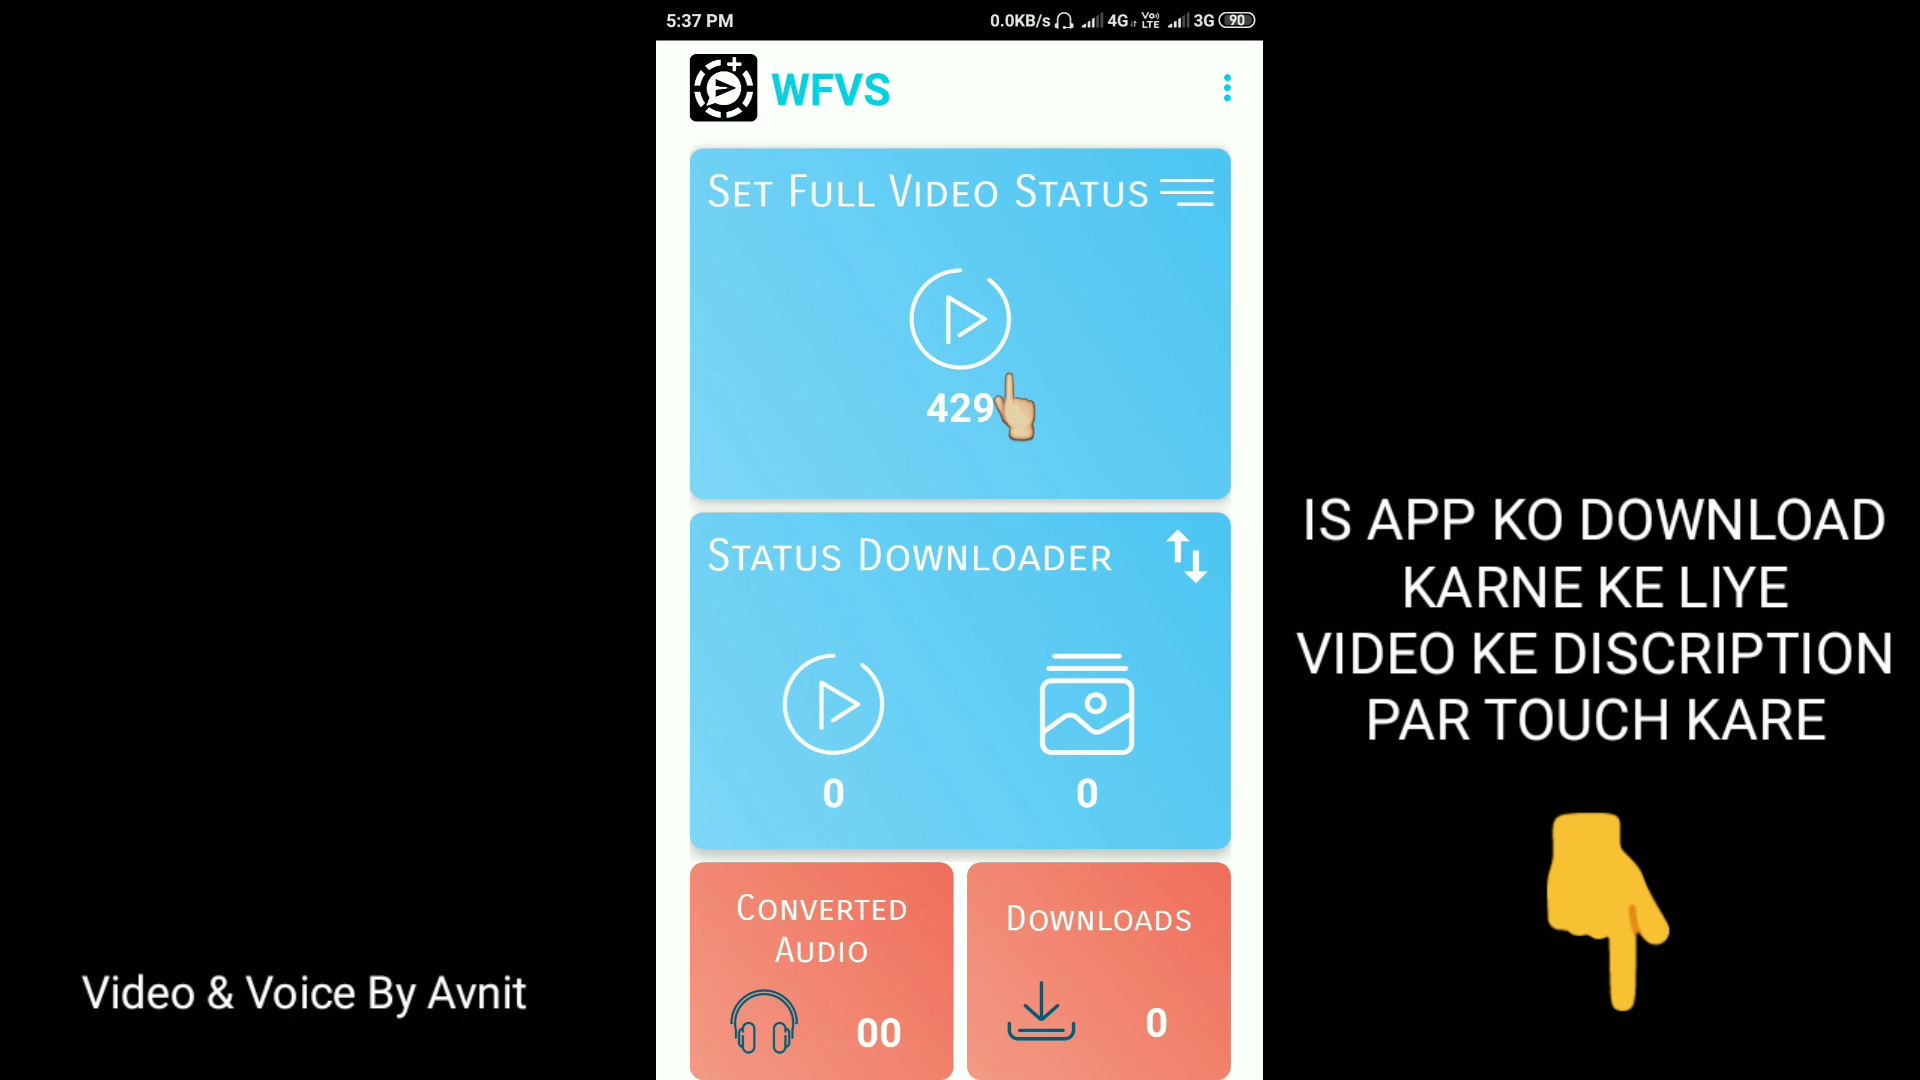 5:37 PM
0.0KB/s 4G VoLTE 3G 90
WFVS
SET FULL VIDEO STATUS
429
STATUS DOWNLOADER
0 0
CONVERTED
AUDIO
00
DOWNLOADS
0
IS APP KO DOWNLOAD
KARNE KE LIYE
VIDEO KE DISCRIPTION
PAR TOUCH KARE
Video & Voice By Avnit